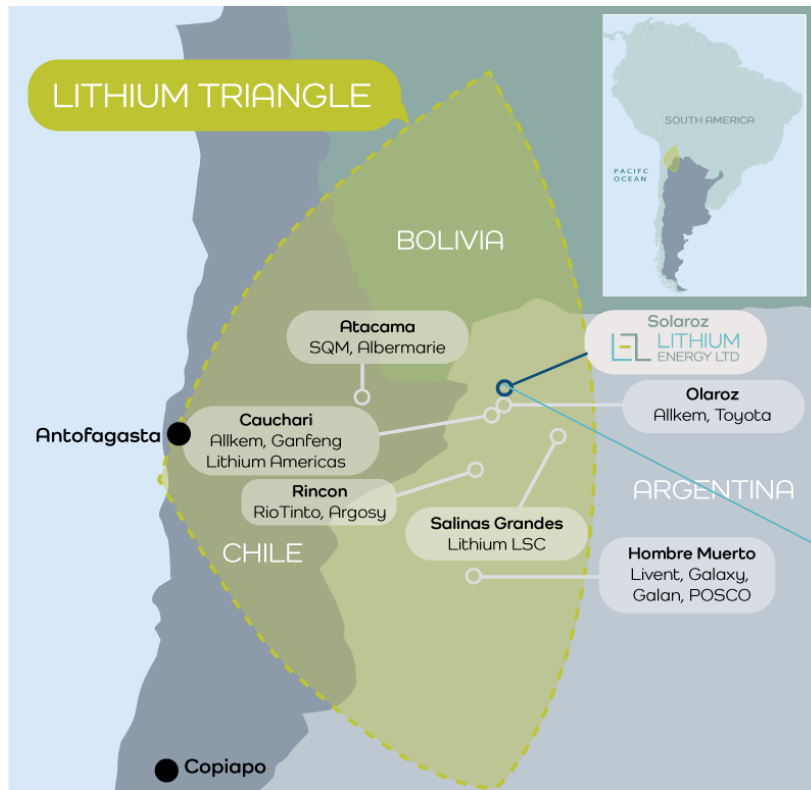 LITHIUM TRIANGLE
SOUTH AMERICA
PACIFC
OCEAN
BOLIVIA
Atacama
SQM, Albermarie
Solaroz
LITHIUM
ENERGY LTD
Olaroz
Allkem, Toyota
Antofagasta
Cauchari
Allkem, Ganfeng
Lithium Americas
Rincon
RioTinto, Argosy
ARGENTINA
Salinas Grandes
Lithium LSC
CHILE
Hombre Muerto
Livent, Galaxy,
Galan, POSCO
Copiapo